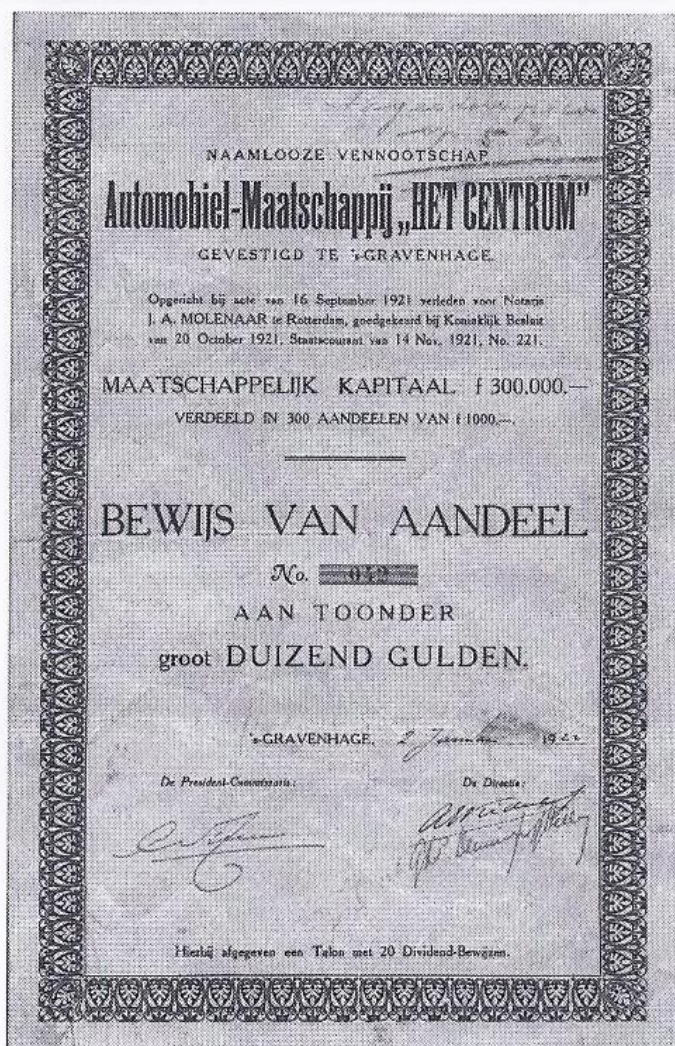 NAAMLOOZE VENNOOTSCHAP
Automobiel-Maatschappij „HET CENTRUM”
GEVESTIGD TE 's-GRAVENHAGE.
Opgericht bij acte van 16 September 1921 verleden voor Notaris
J. A. MOLENAAR te Rotterdam, goedgekeurd bij Koninklijk Besluit
van 20 October 1921, Staatscourant van 14 Nov. 1921, No. 221.
MAATSCHAPPELIJK KAPITAAL f 300.000.—
VERDEELD IN 300 AANDEELEN VAN f 1000.—.
BEWIJS VAN AANDEEL
No. 042
AAN TOONDER
groot DUIZEND GULDEN.
's-GRAVENHAGE, 2 19
De President-Commissaris: De Directie:
Hierbij afgegeven een Talon met 20 Dividend-Bewijzen.